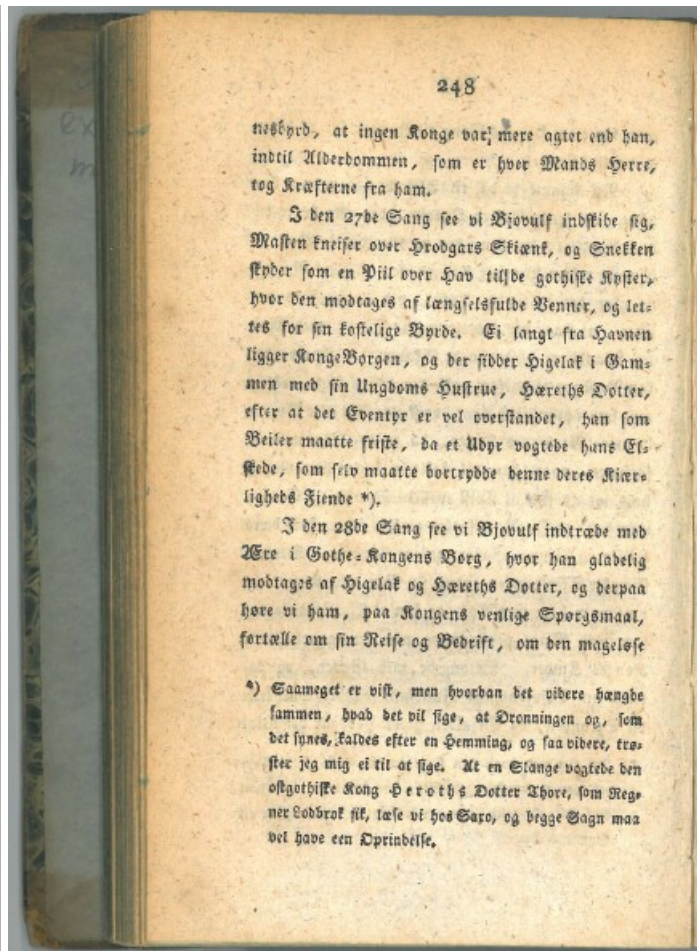 248
nesbyrd, at ingen Konge var mere agtet end han,
indtil Alderdommen, som er hver Mands Herre,
tog Kræfterne fra ham.
I den 27de Sang see vi Bjovulf indskibe sig,
Masten kneiser over Hrodgars Skiænk, og Snekken
skyder som en Piil over Hav til de gothiske Kyster,
hvor den modtages af længselsfulde Venner, og let-
tes for sin kostelige Byrde. Ei langt fra Havnen
ligger KongeBorgen, og der sidder Higelak i Gam-
men med sin Ungdoms Hustrue, Hæreths Dotter,
efter at det Eventyr er vel overstandet, han som
Beiler maatte friste, da et Udyr vogtede hans El-
skede, som selv maatte bortrydde denne deres Kiær-
ligheds Fiende *).
I den 28de Sang see vi Bjovulf indtræde med
Ære i Gothe-Kongens Borg, hvor han gladelig
modtages af Higelak og Hæreths Dotter, og derpaa
høre vi ham, paa Kongens venlige Spørgsmaal,
fortælle om sin Reise og Bedrift, om den mageløse
*) Saameget er vist, men hvordan det videre hængde
sammen, hvad det vil sige, at Dronningen og, som
det synes, kaldes efter en Hemming, og saa videre, trø-
ster jeg mig ei til at sige. At en Slange vogtede den
ostgothiske Kong Heroths Dotter Thore, som Reg-
ner Lodbrok fik, læse vi hos Saxo, og begge Sagn maa
vel have een Oprindelse.